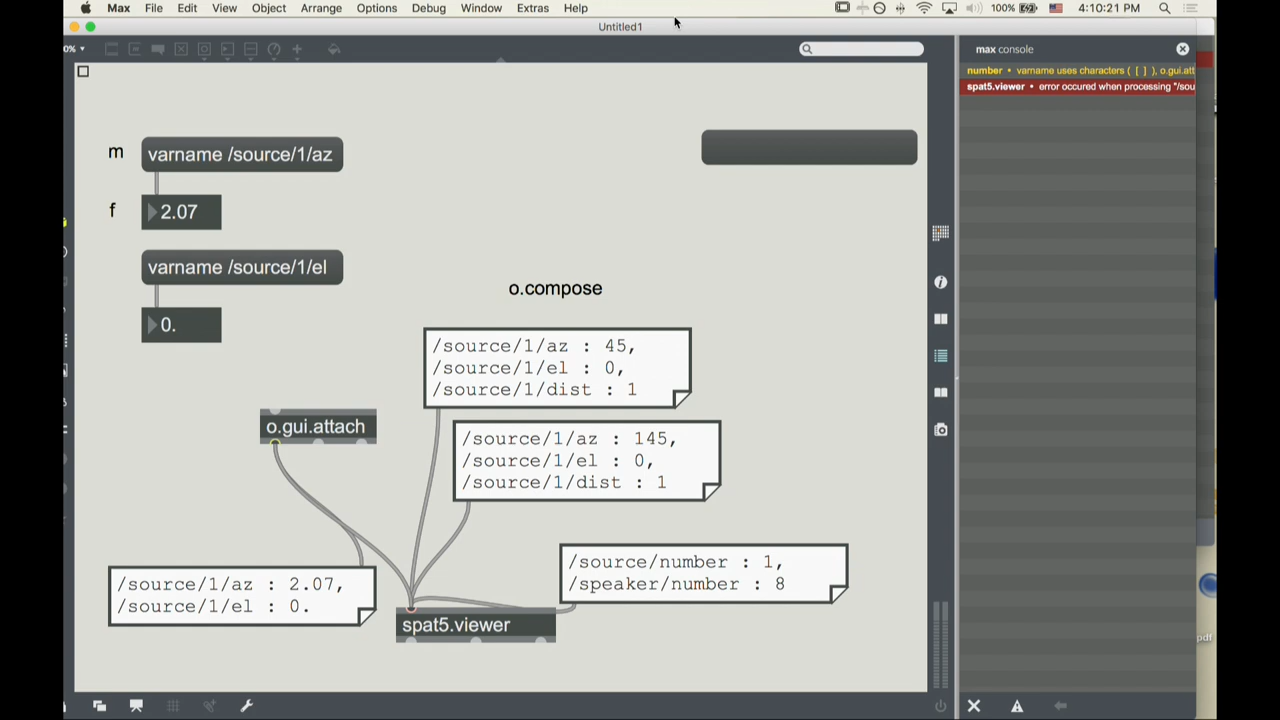 Max File Edit View Object Arrange Options Debug Window Extras Help 100% 4:10:21 PM
Untitled1
0%
max console
number • varname uses characters ( [ ] ), o.gui.att
spat5.viewer • error occured when processing "/sou
m varname /source/1/az
f 2.07
varname /source/1/el
0.
o.compose
/source/1/az : 45,
/source/1/el : 0,
/source/1/dist : 1
o.gui.attach
/source/1/az : 145,
/source/1/el : 0,
/source/1/dist : 1
/source/number : 1,
/speaker/number : 8
/source/1/az : 2.07,
/source/1/el : 0.
spat5.viewer
pdf